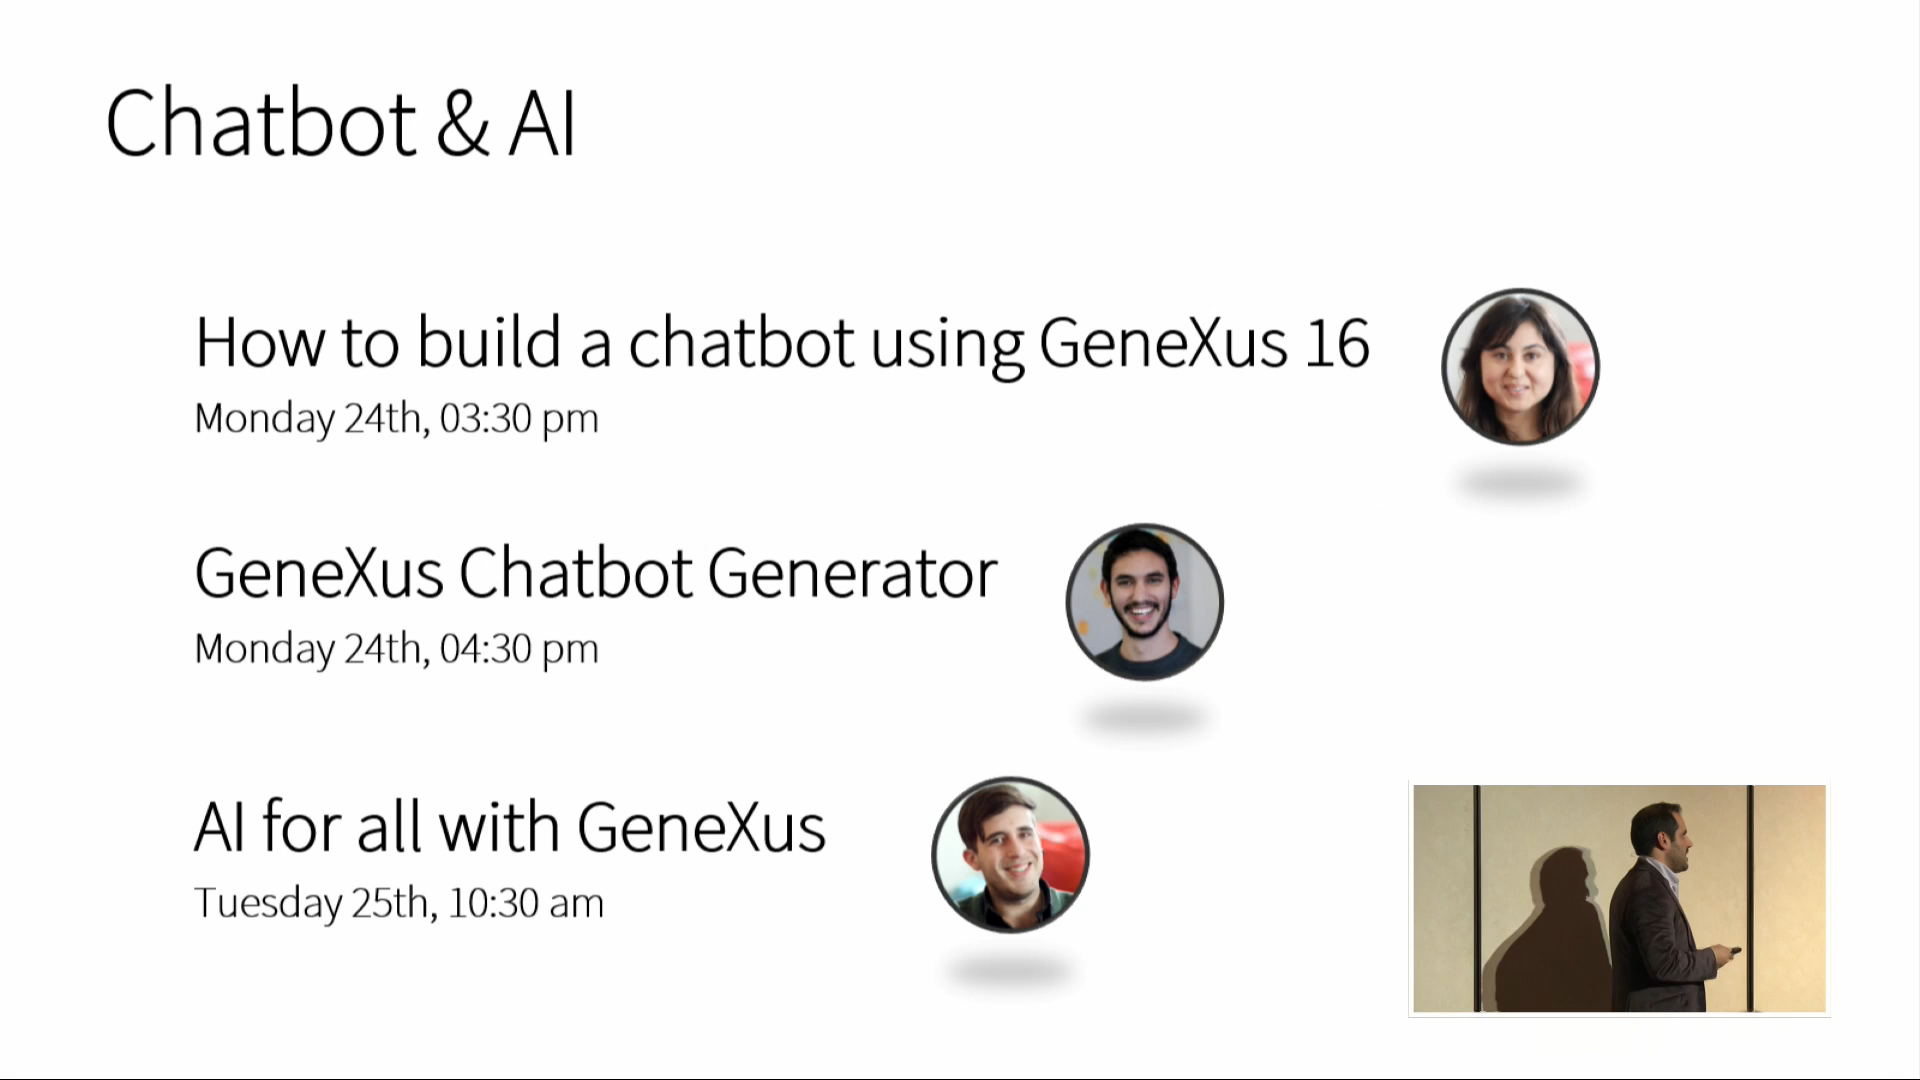 Chatbot & AI
How to build a chatbot using GeneXus 16
Monday 24th, 03:30 pm
GeneXus Chatbot Generator
Monday 24th, 04:30 pm
AI for all with GeneXus
Tuesday 25th, 10:30 am